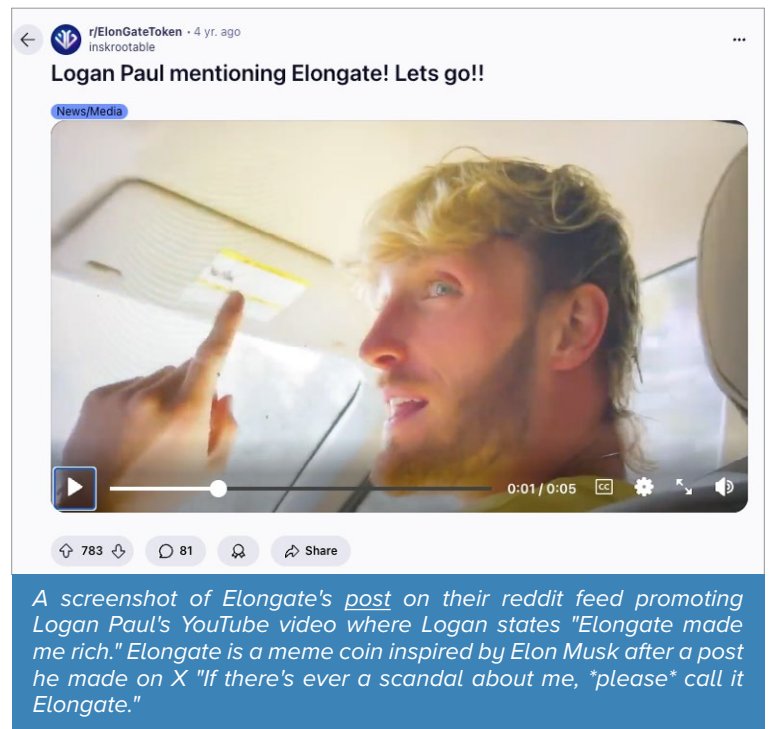 r/ElonGateToken • 4 yr. ago
inskrootable
Logan Paul mentioning Elongate! Lets go!!
News/Media
0:01 / 0:05
CC
783
81
Share
A screenshot of Elongate's post on their reddit feed promoting
Logan Paul's YouTube video where Logan states "Elongate made
me rich." Elongate is a meme coin inspired by Elon Musk after a post
he made on X "If there's ever a scandal about me, *please* call it
Elongate."